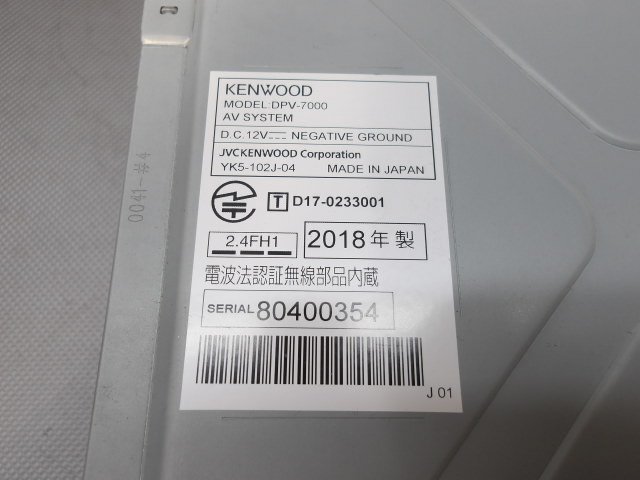 KENWOOD
MODEL:DPV-7000
AV SYSTEM
D.C.12V⎓ NEGATIVE GROUND
JVCKENWOOD Corporation
YK5-102J-04 MADE IN JAPAN
T D17-0233001
2.4FH1 2018年 製
電波法認証無線部品内蔵
SERIAL 80400354
J 01
0041-#4